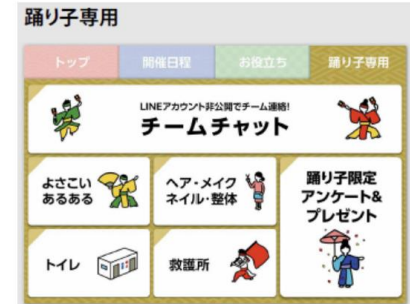 踊り子専用
トップ
開催日程
お役立ち
踊り子専用
LINEアカウント非公開でチーム連絡!
チームチャット
よさこい
あるある
ヘア・メイク
ネイル・整体
踊り子限定
アンケート&
プレゼント
トイレ
救護所